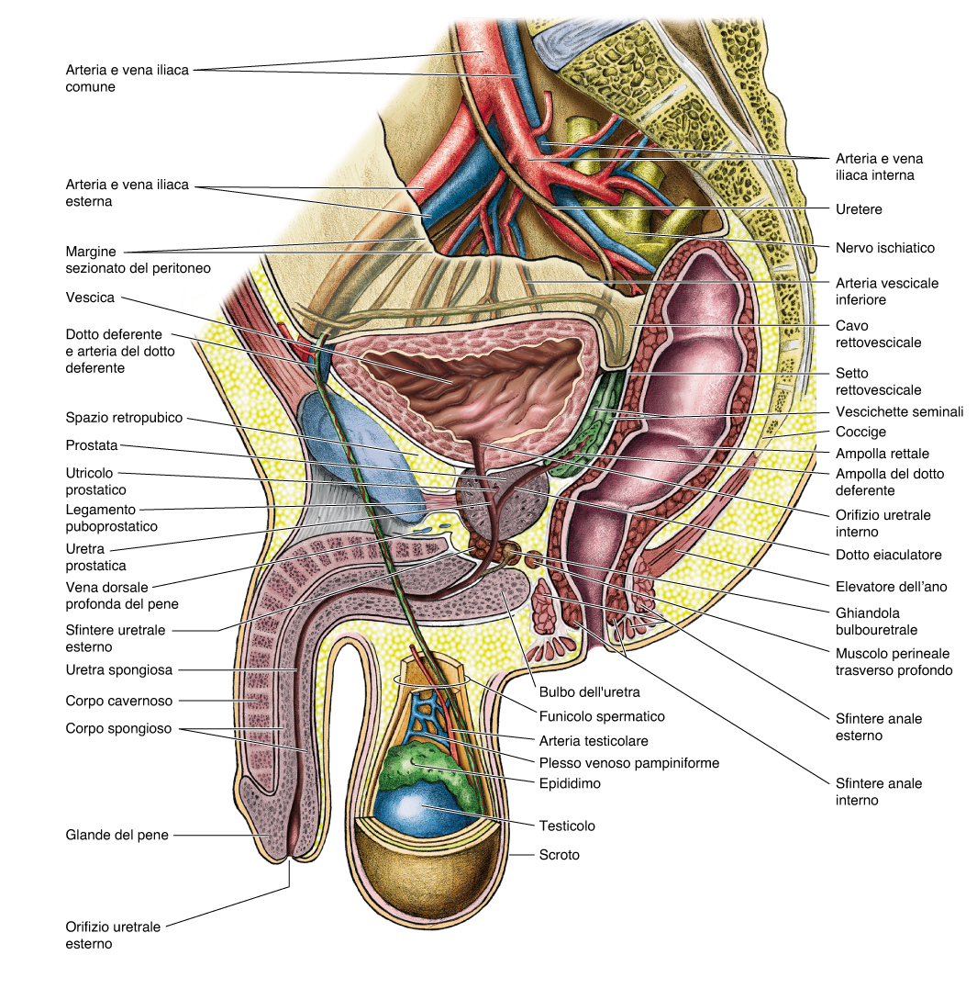 Arteria e vena iliaca
comune
Arteria e vena iliaca
esterna
Margine
sezionato del peritoneo
Vescica
Dotto deferente
e arteria del dotto
deferente
Spazio retropubico
Prostata
Utricolo
prostatico
Legamento
puboprostatico
Uretra
prostatica
Vena dorsale
profonda del pene
Sfintere uretrale
esterno
Uretra spongiosa
Corpo cavernoso
Corpo spongioso
Glande del pene
Orifizio uretrale
esterno
Bulbo dell'uretra
Funicolo spermatico
Arteria testicolare
Plesso venoso pampiniforme
Epididimo
Testicolo
Scroto
Arteria e vena
iliaca interna
Uretere
Nervo ischiatico
Arteria vescicale
inferiore
Cavo
rettovescicale
Setto
rettovescicale
Vescichette seminali
Coccige
Ampolla rettale
Ampolla del dotto
deferente
Orifizio uretrale
interno
Dotto eiaculatore
Elevatore dell'ano
Ghiandola
bulbouretrale
Muscolo perineale
trasverso profondo
Sfintere anale
esterno
Sfintere anale
interno